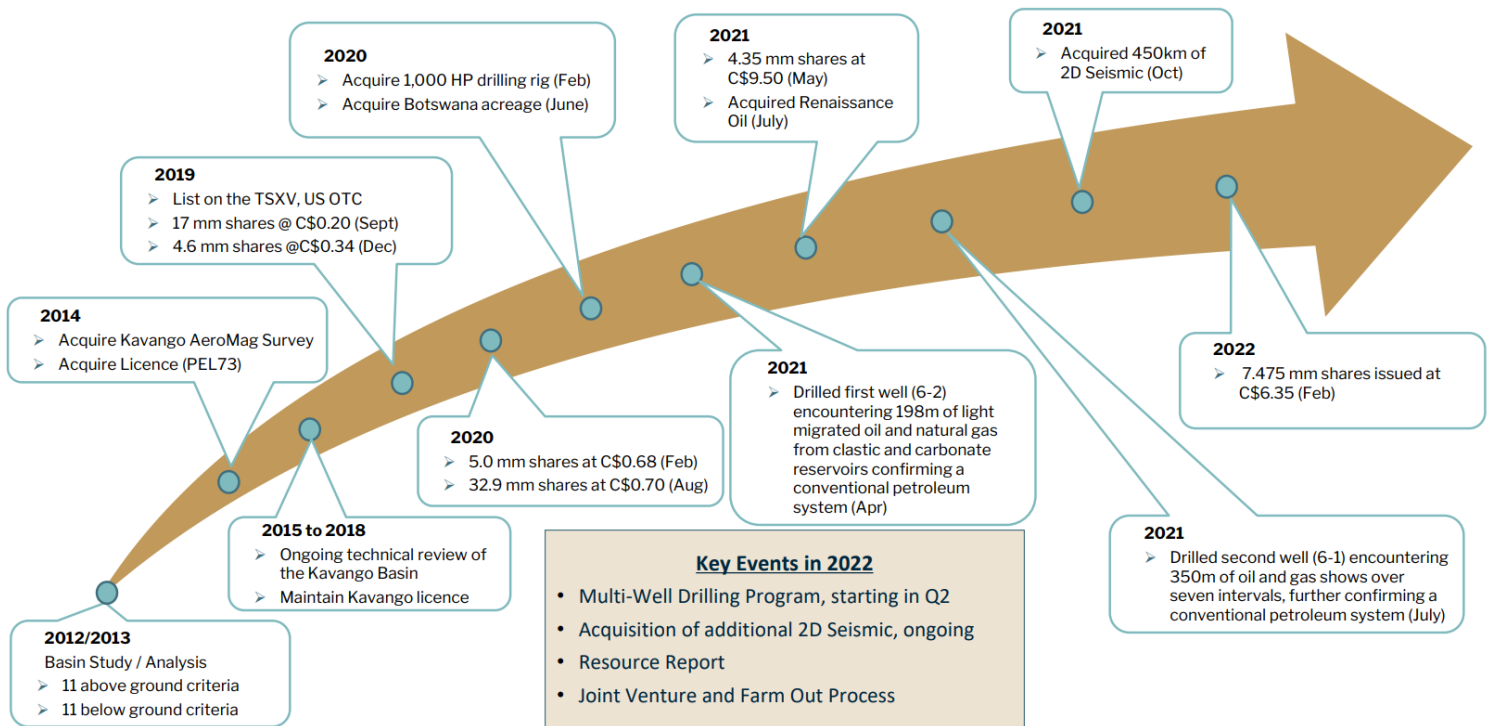 2012/2013
Basin Study / Analysis
➢ 11 above ground criteria
➢ 11 below ground criteria
2014
➢ Acquire Kavango AeroMag Survey
➢ Acquire Licence (PEL73)
2015 to 2018
➢ Ongoing technical review of
the Kavango Basin
➢ Maintain Kavango licence
2019
➢ List on the TSXV, US OTC
➢ 17 mm shares @ C$0.20 (Sept)
➢ 4.6 mm shares @C$0.34 (Dec)
2020
➢ 5.0 mm shares at C$0.68 (Feb)
➢ 32.9 mm shares at C$0.70 (Aug)
2020
➢ Acquire 1,000 HP drilling rig (Feb)
➢ Acquire Botswana acreage (June)
2021
➢ Drilled first well (6-2)
encountering 198m of light
migrated oil and natural gas
from clastic and carbonate
reservoirs confirming a
conventional petroleum
system (Apr)
2021
➢ 4.35 mm shares at
C$9.50 (May)
➢ Acquired Renaissance
Oil (July)
2021
➢ Drilled second well (6-1) encountering
350m of oil and gas shows over
seven intervals, further confirming a
conventional petroleum system (July)
2021
➢ Acquired 450km of
2D Seismic (Oct)
2022
➢ 7.475 mm shares issued at
C$6.35 (Feb)
Key Events in 2022
• Multi-Well Drilling Program, starting in Q2
• Acquisition of additional 2D Seismic, ongoing
• Resource Report
• Joint Venture and Farm Out Process